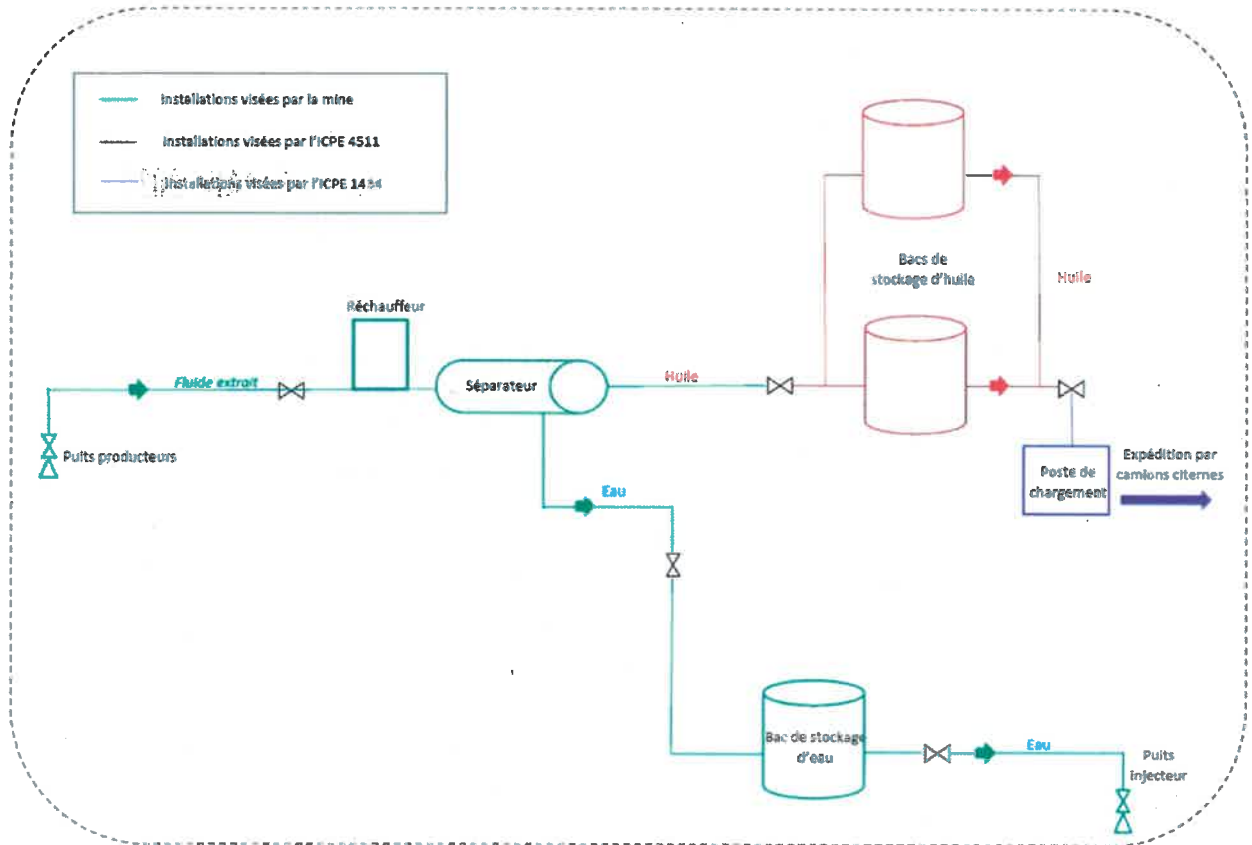 Installations visées par la mine
Installations visées par l'ICPE 4511
Installations visées par l'ICPE
Bacs de
stockage d'huile
Huile
Réchauffeur
Fluide extrait
Séparateur
Huile
Puits producteurs
Poste de
chargement
Expédition par
camions citernes
Eau
Bac de stockage
d'eau
Eau
Puits
injecteur